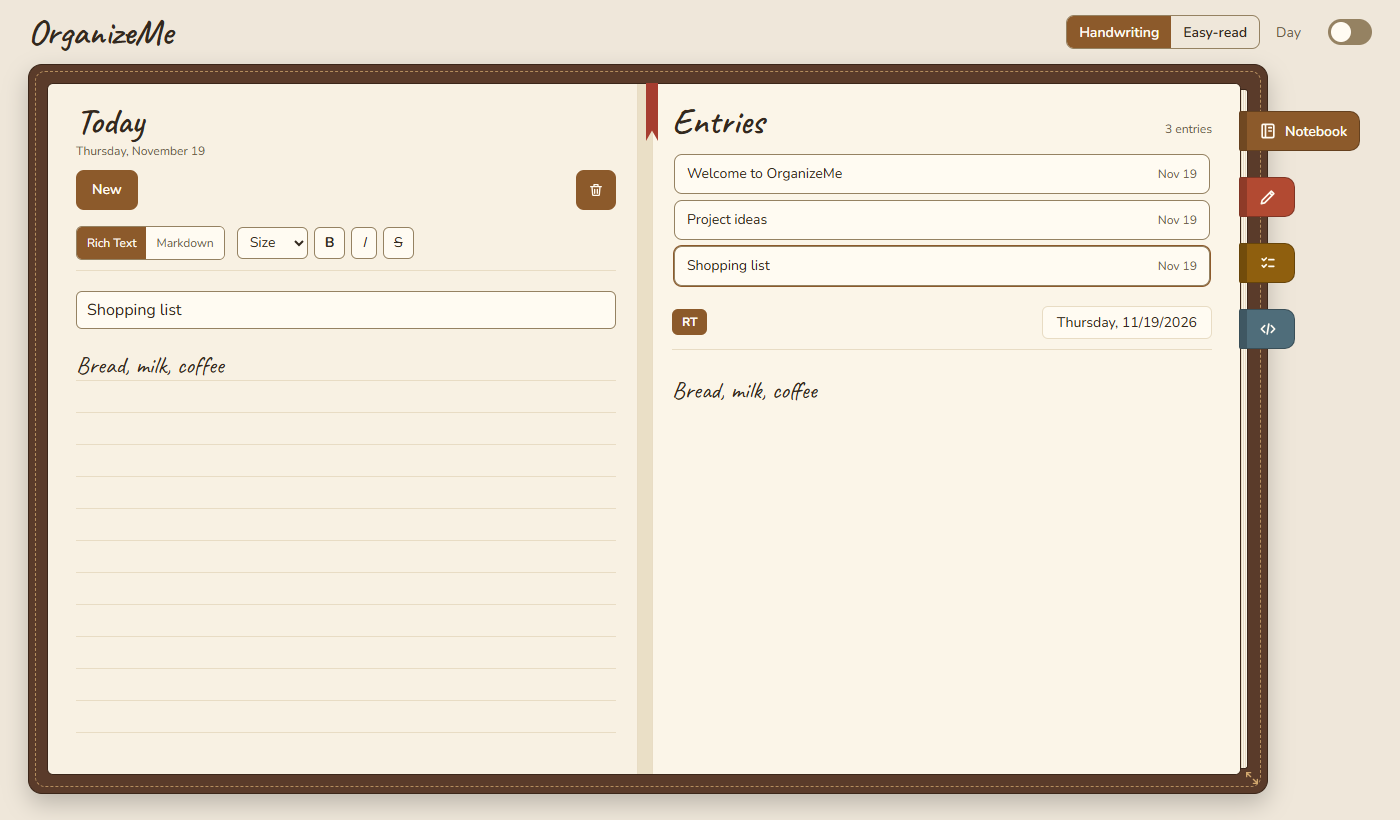 OrganizeMe
Handwriting Easy-read Day
Today
Thursday, November 19
New
Rich Text Markdown Size B I S
Shopping list
Bread, milk, coffee
Entries
3 entries
Welcome to OrganizeMe Nov 19
Project ideas Nov 19
Shopping list Nov 19
RT Thursday, 11/19/2026
Bread, milk, coffee
Notebook